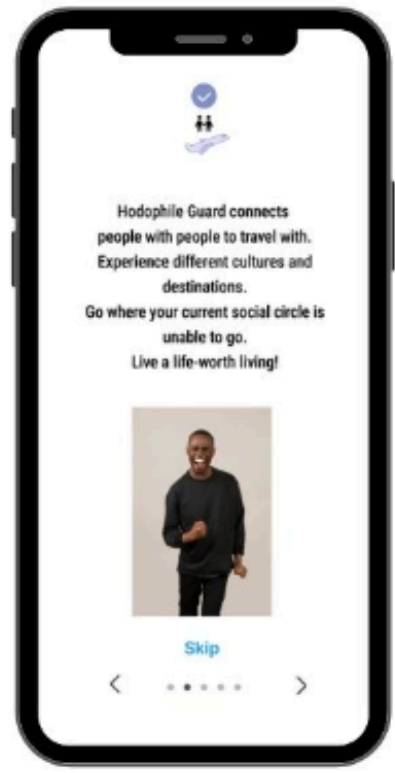 Hodophile Guard connects
people with people to travel with.
Experience different cultures and
destinations.
Go where your current social circle is
unable to go.
Live a life-worth living!
Skip